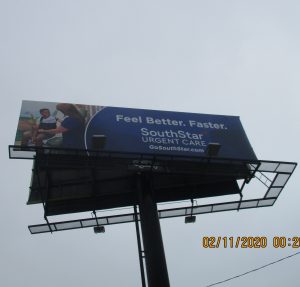 Feel Better. Faster.
SouthStar
URGENT CARE
GoSouthStar.com
02/11/2020 00:2